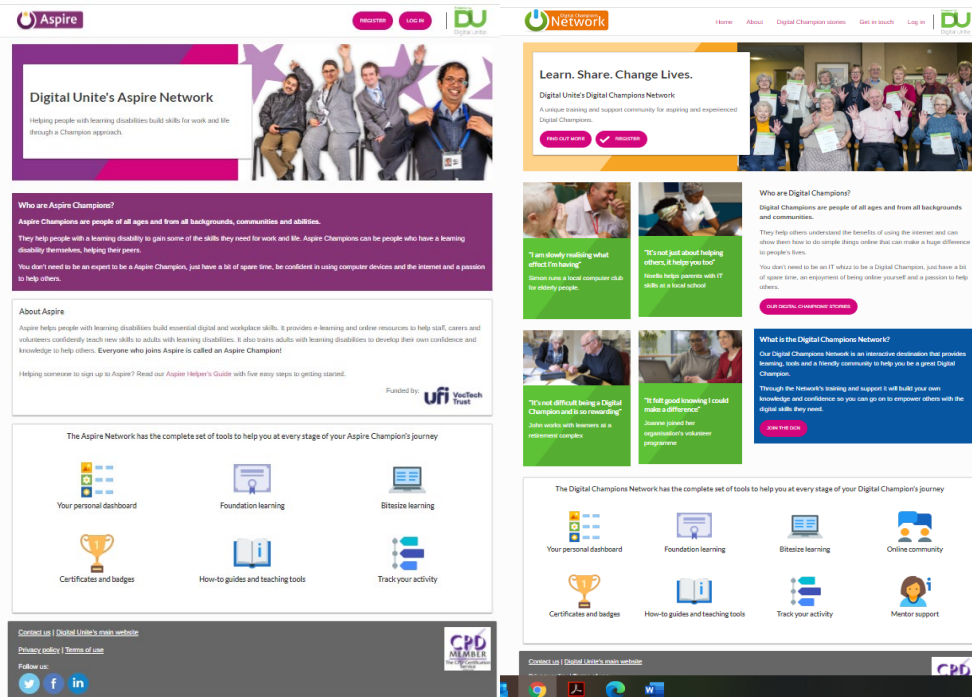 Aspire
REGISTER
LOG IN
DU
Digital Unite
Digital Unite's Aspire Network
Helping people with learning disabilities build skills for work and life
through a Champion approach.
Who are Aspire Champions?
Aspire Champions are people of all ages and from all backgrounds, communities and abilities.
They help people with a learning disability to gain some of the skills they need for work and life. Aspire Champions can be people who have a learning
disability themselves, helping their peers.
You don't need to be an expert to be a Aspire Champion, just have a bit of spare time, be confident in using computer devices and the internet and a passion
to help others.
About Aspire
Aspire helps people with learning disabilities build essential digital and workplace skills. It provides e-learning and online resources to help staff, carers and
volunteers confidently teach new skills to adults with learning disabilities. It also trains adults with learning disabilities to develop their own confidence and
knowledge to help others. Everyone who joins Aspire is called an Aspire Champion!
Helping someone to sign up to Aspire? Read our Aspire Helper's Guide with five easy steps to getting started.
Funded by:
ufi VocTech
Trust
The Aspire Network has the complete set of tools to help you at every stage of your Aspire Champion's journey
Your personal dashboard
Foundation learning
Bitesize learning
Certificates and badges
How-to guides and teaching tools
Track your activity
Contact us | Digital Unite's main website
Privacy policy | Terms of use
Follow us:
CPD
MEMBER
The CPD Certification
Service
Digital Champions
Network
Home
About
Digital Champion stories
Get in touch
Log in
DU
Digital Unite
Learn. Share. Change Lives.
Digital Unite's Digital Champions Network
A unique training and support community for aspiring and experienced
Digital Champions.
FIND OUT MORE
REGISTER
"I am slowly realising what
effect I'm having"
Simon runs a local computer club
for elderly people.
"It's not just about helping
others, it helps you too"
Noelle helps parents with IT
skills at a local school
"It's not difficult being a Digital
Champion and is so rewarding"
John works with learners at a
retirement complex
"It felt good knowing I could
make a difference"
Joanne joined her
organisation's volunteer
programme
Who are Digital Champions?
Digital Champions are people of all ages and from all backgrounds
and communities.
They help others understand the benefits of using the internet and can
show them how to do simple things online that can make a huge difference
to people's lives.
You don't need to be an IT whizz to be a Digital Champion, just have a bit
of spare time, an enjoyment of being online yourself and a passion to help
others.
OUR DIGITAL CHAMPIONS' STORIES
What is the Digital Champions Network?
Our Digital Champions Network is an interactive destination that provides
learning, tools and a friendly community to help you be a great Digital
Champion.
Through the Network's training and support it will build your own
knowledge and confidence so you can go on to empower others with the
digital skills they need.
JOIN THE DCN
The Digital Champions Network has the complete set of tools to help you at every stage of your Digital Champion's journey
Your personal dashboard
Foundation learning
Bitesize learning
Online community
Certificates and badges
How-to guides and teaching tools
Track your activity
Mentor support
Contact us | Digital Unite's main website
CPD